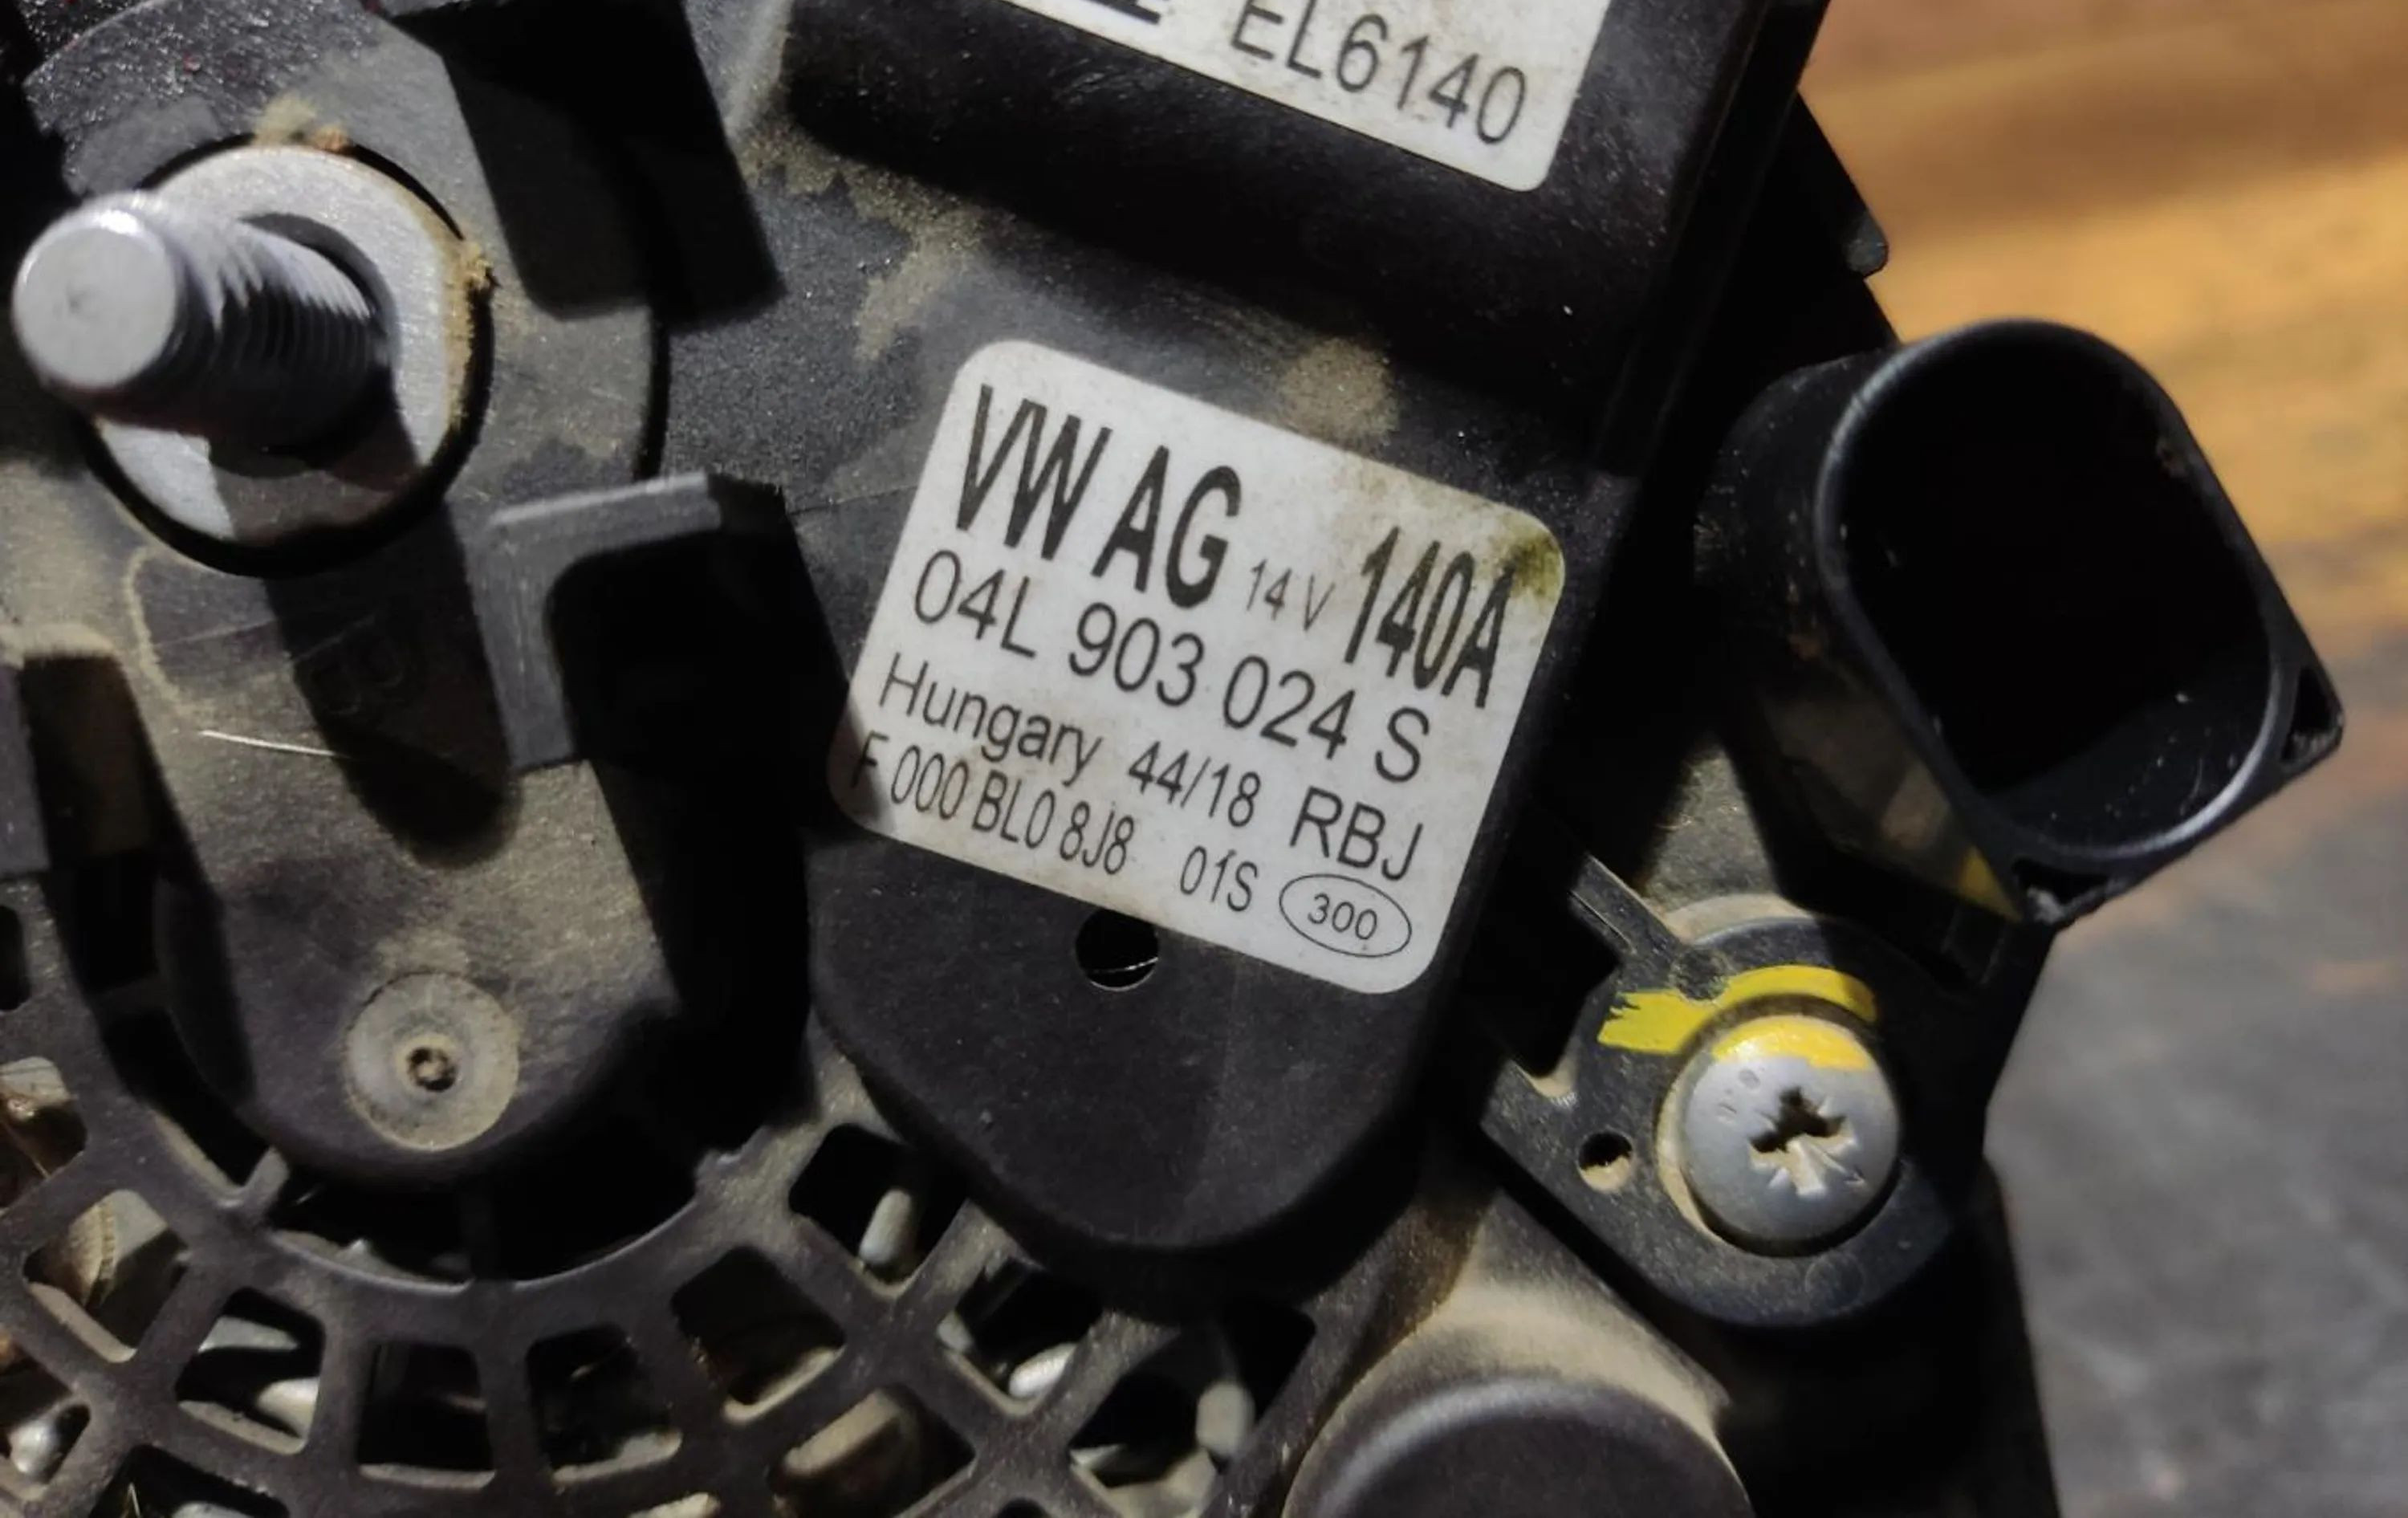 EL6140
VW AG 14 V 140A
04L 903 024 S
Hungary 44/18 RBJ
F 000 BL0 8J8 01S 300